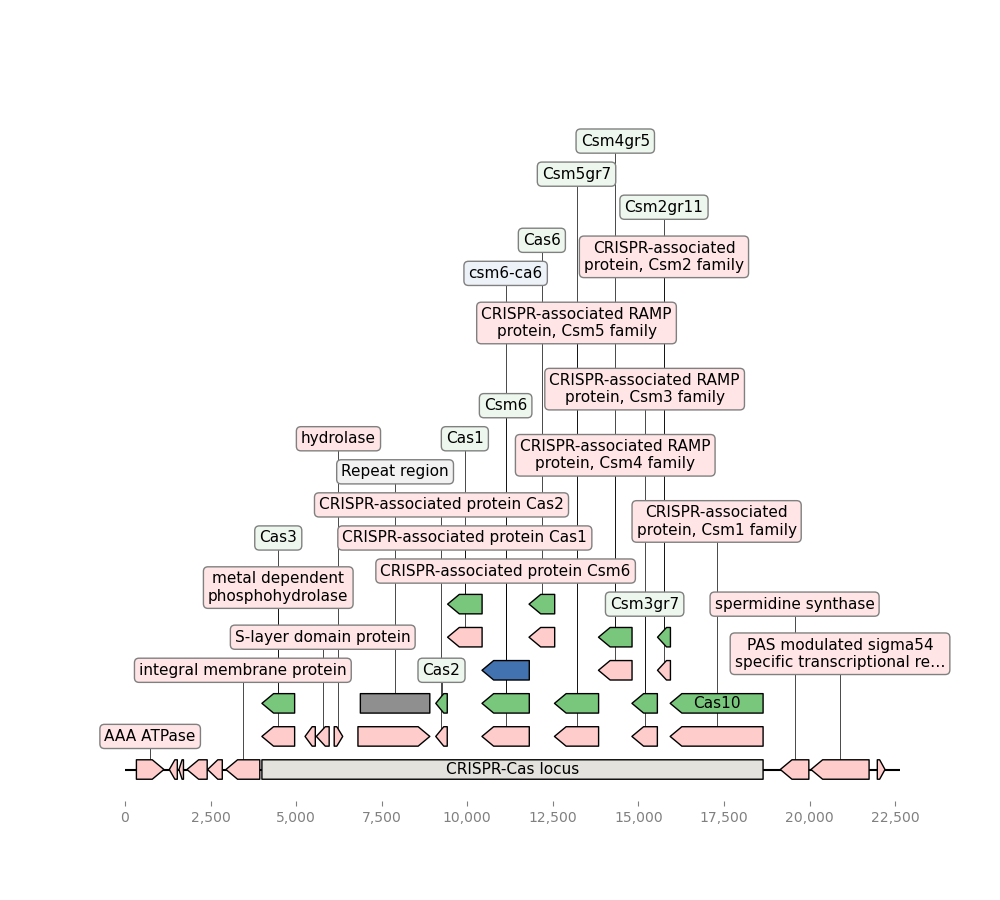 Csm4gr5
Csm5gr7
Csm2gr11
Cas6
CRISPR-associated
protein, Csm2 family
csm6-ca6
CRISPR-associated RAMP
protein, Csm5 family
CRISPR-associated RAMP
protein, Csm3 family
Csm6
hydrolase
Cas1
CRISPR-associated RAMP
protein, Csm4 family
Repeat region
CRISPR-associated protein Cas2
CRISPR-associated
protein, Csm1 family
Cas3
CRISPR-associated protein Cas1
CRISPR-associated protein Csm6
metal dependent
phosphohydrolase
Csm3gr7
spermidine synthase
S-layer domain protein
PAS modulated sigma54
specific transcriptional re…
integral membrane protein
Cas2
Cas10
AAA ATPase
CRISPR-Cas locus
0 2,500 5,000 7,500 10,000 12,500 15,000 17,500 20,000 22,500